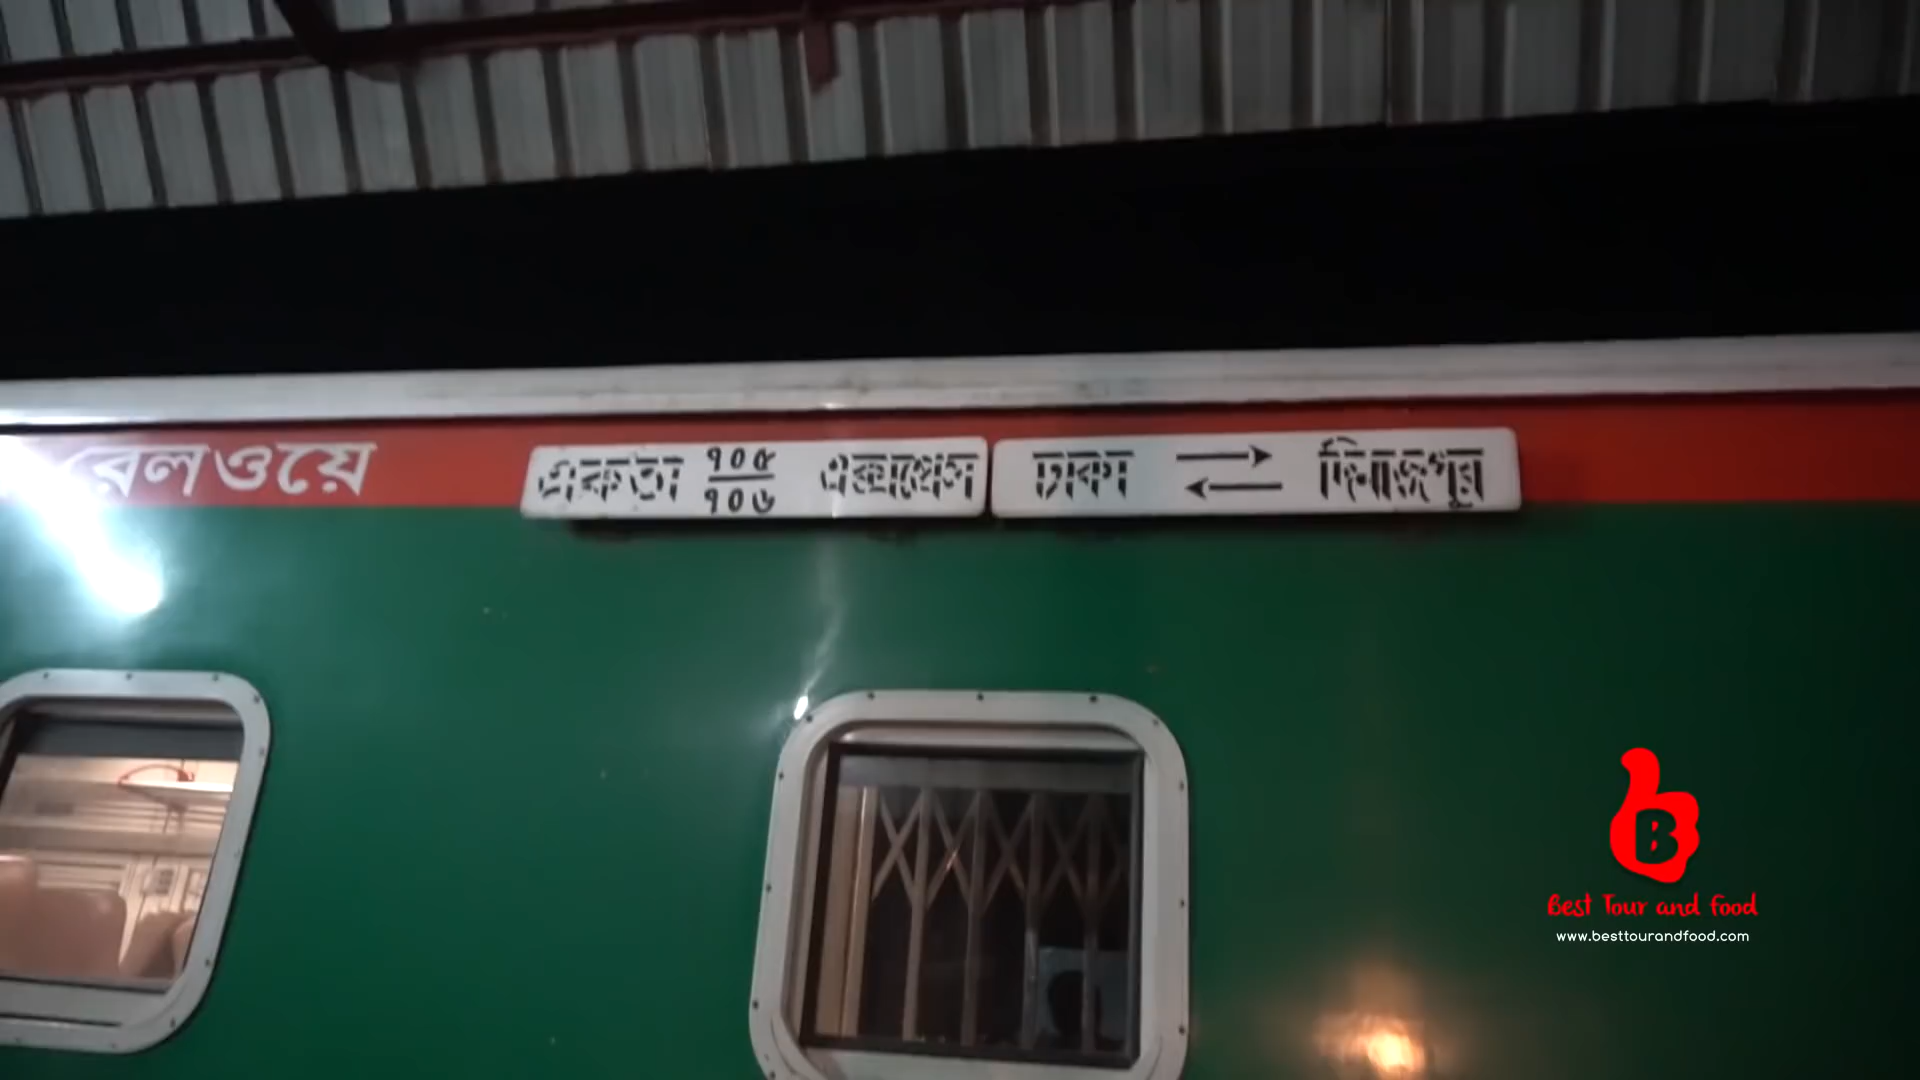 রেলওয়ে
একতা ৭০৫/৭০৬ এক্সপ্রেস
ঢাকা ⇄ দিনাজপুর
B
Best Tour and food
www.besttourandfood.com